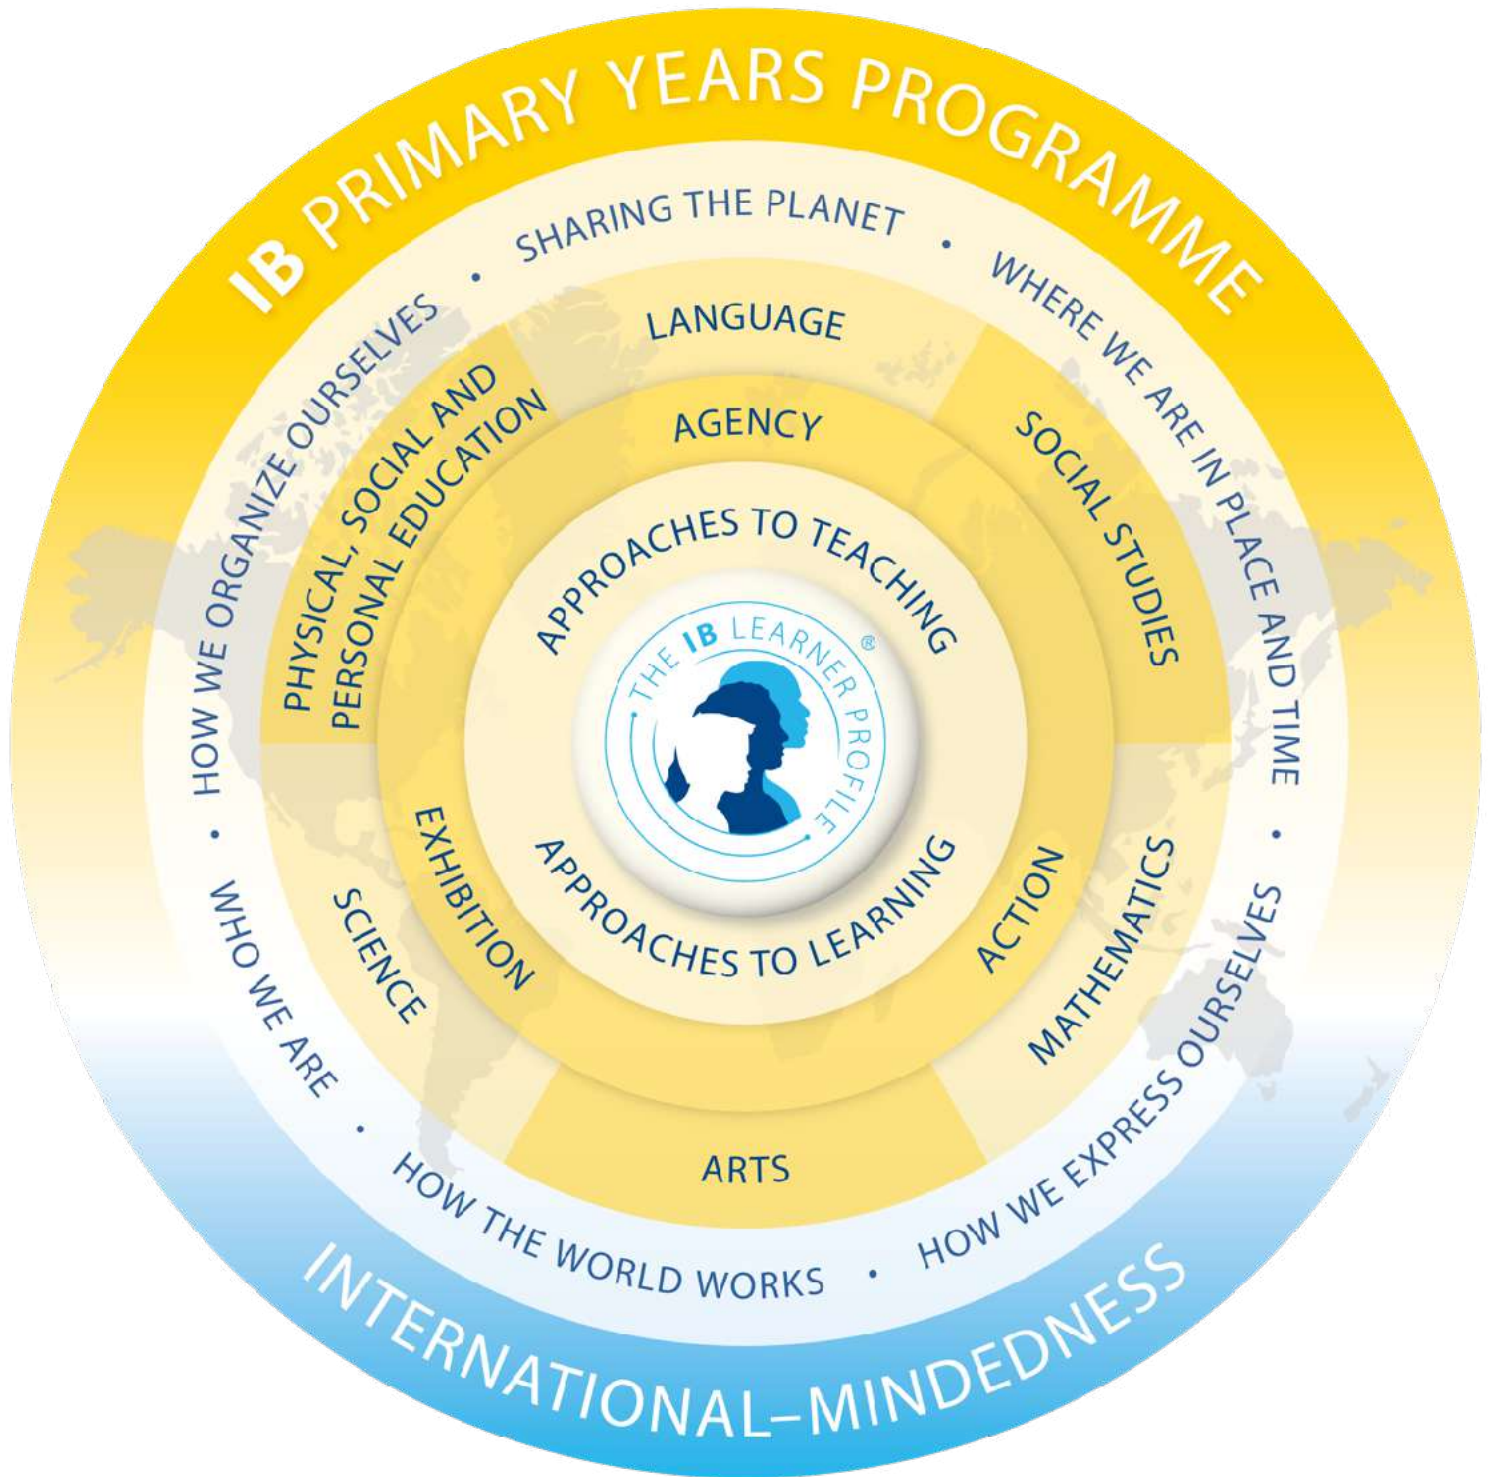 IB PRIMARY YEARS PROGRAMME
SHARING THE PLANET
•
WHERE WE ARE IN PLACE AND TIME
•
HOW WE EXPRESS OURSELVES
•
HOW THE WORLD WORKS
•
WHO WE ARE
•
HOW WE ORGANIZE OURSELVES
•
LANGUAGE
SOCIAL STUDIES
MATHEMATICS
ARTS
SCIENCE
PHYSICAL, SOCIAL AND
PERSONAL EDUCATION
AGENCY
ACTION
EXHIBITION
APPROACHES TO TEACHING
APPROACHES TO LEARNING
THE IB LEARNER PROFILE ®
INTERNATIONAL–MINDEDNESS